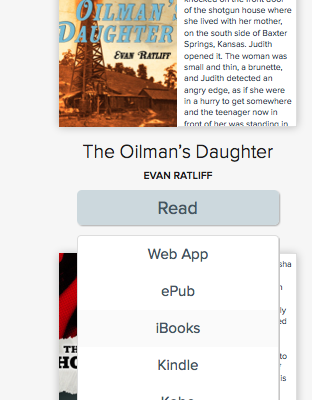 OILMAN'S
DAUGHTER
EVAN RATLIFF
knocked on the front door
of the shotgun house where
she lived with her mother,
on the south side of Baxter
Springs, Kansas. Judith
opened it. The woman was
small and thin, a brunette,
and Judith detected an
angry edge, as if she were
in a hurry to get somewhere
and the teenager now in
front of her was standing in
The Oilman's Daughter
EVAN RATLIFF
Read
Web App
ePub
iBooks
Kindle
Kobo